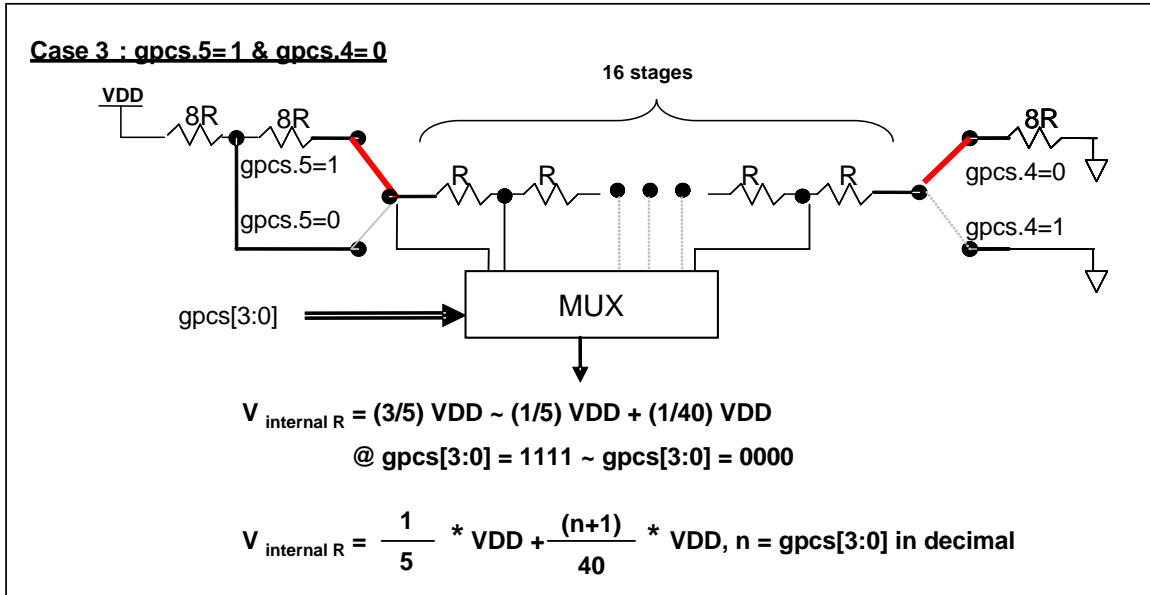 Case 3 : gpcs.5=1 & gpcs.4=0
16 stages
VDD
8R 8R 8R
gpcs.5=1
R R R R
gpcs.4=0
gpcs.5=0
gpcs.4=1
MUX
gpcs[3:0]
V internal R = (3/5) VDD ~ (1/5) VDD + (1/40) VDD
@ gpcs[3:0] = 1111 ~ gpcs[3:0] = 0000
V internal R = 1/5 * VDD + (n+1)/40 * VDD, n = gpcs[3:0] in decimal